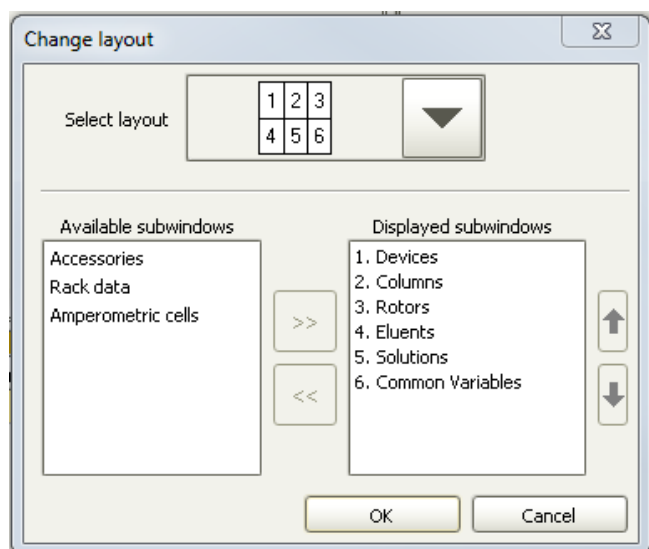 Change layout
Select layout
1 2 3
4 5 6
Available subwindows
Accessories
Rack data
Amperometric cells
>>
<<
Displayed subwindows
1. Devices
2. Columns
3. Rotors
4. Eluents
5. Solutions
6. Common Variables
OK
Cancel